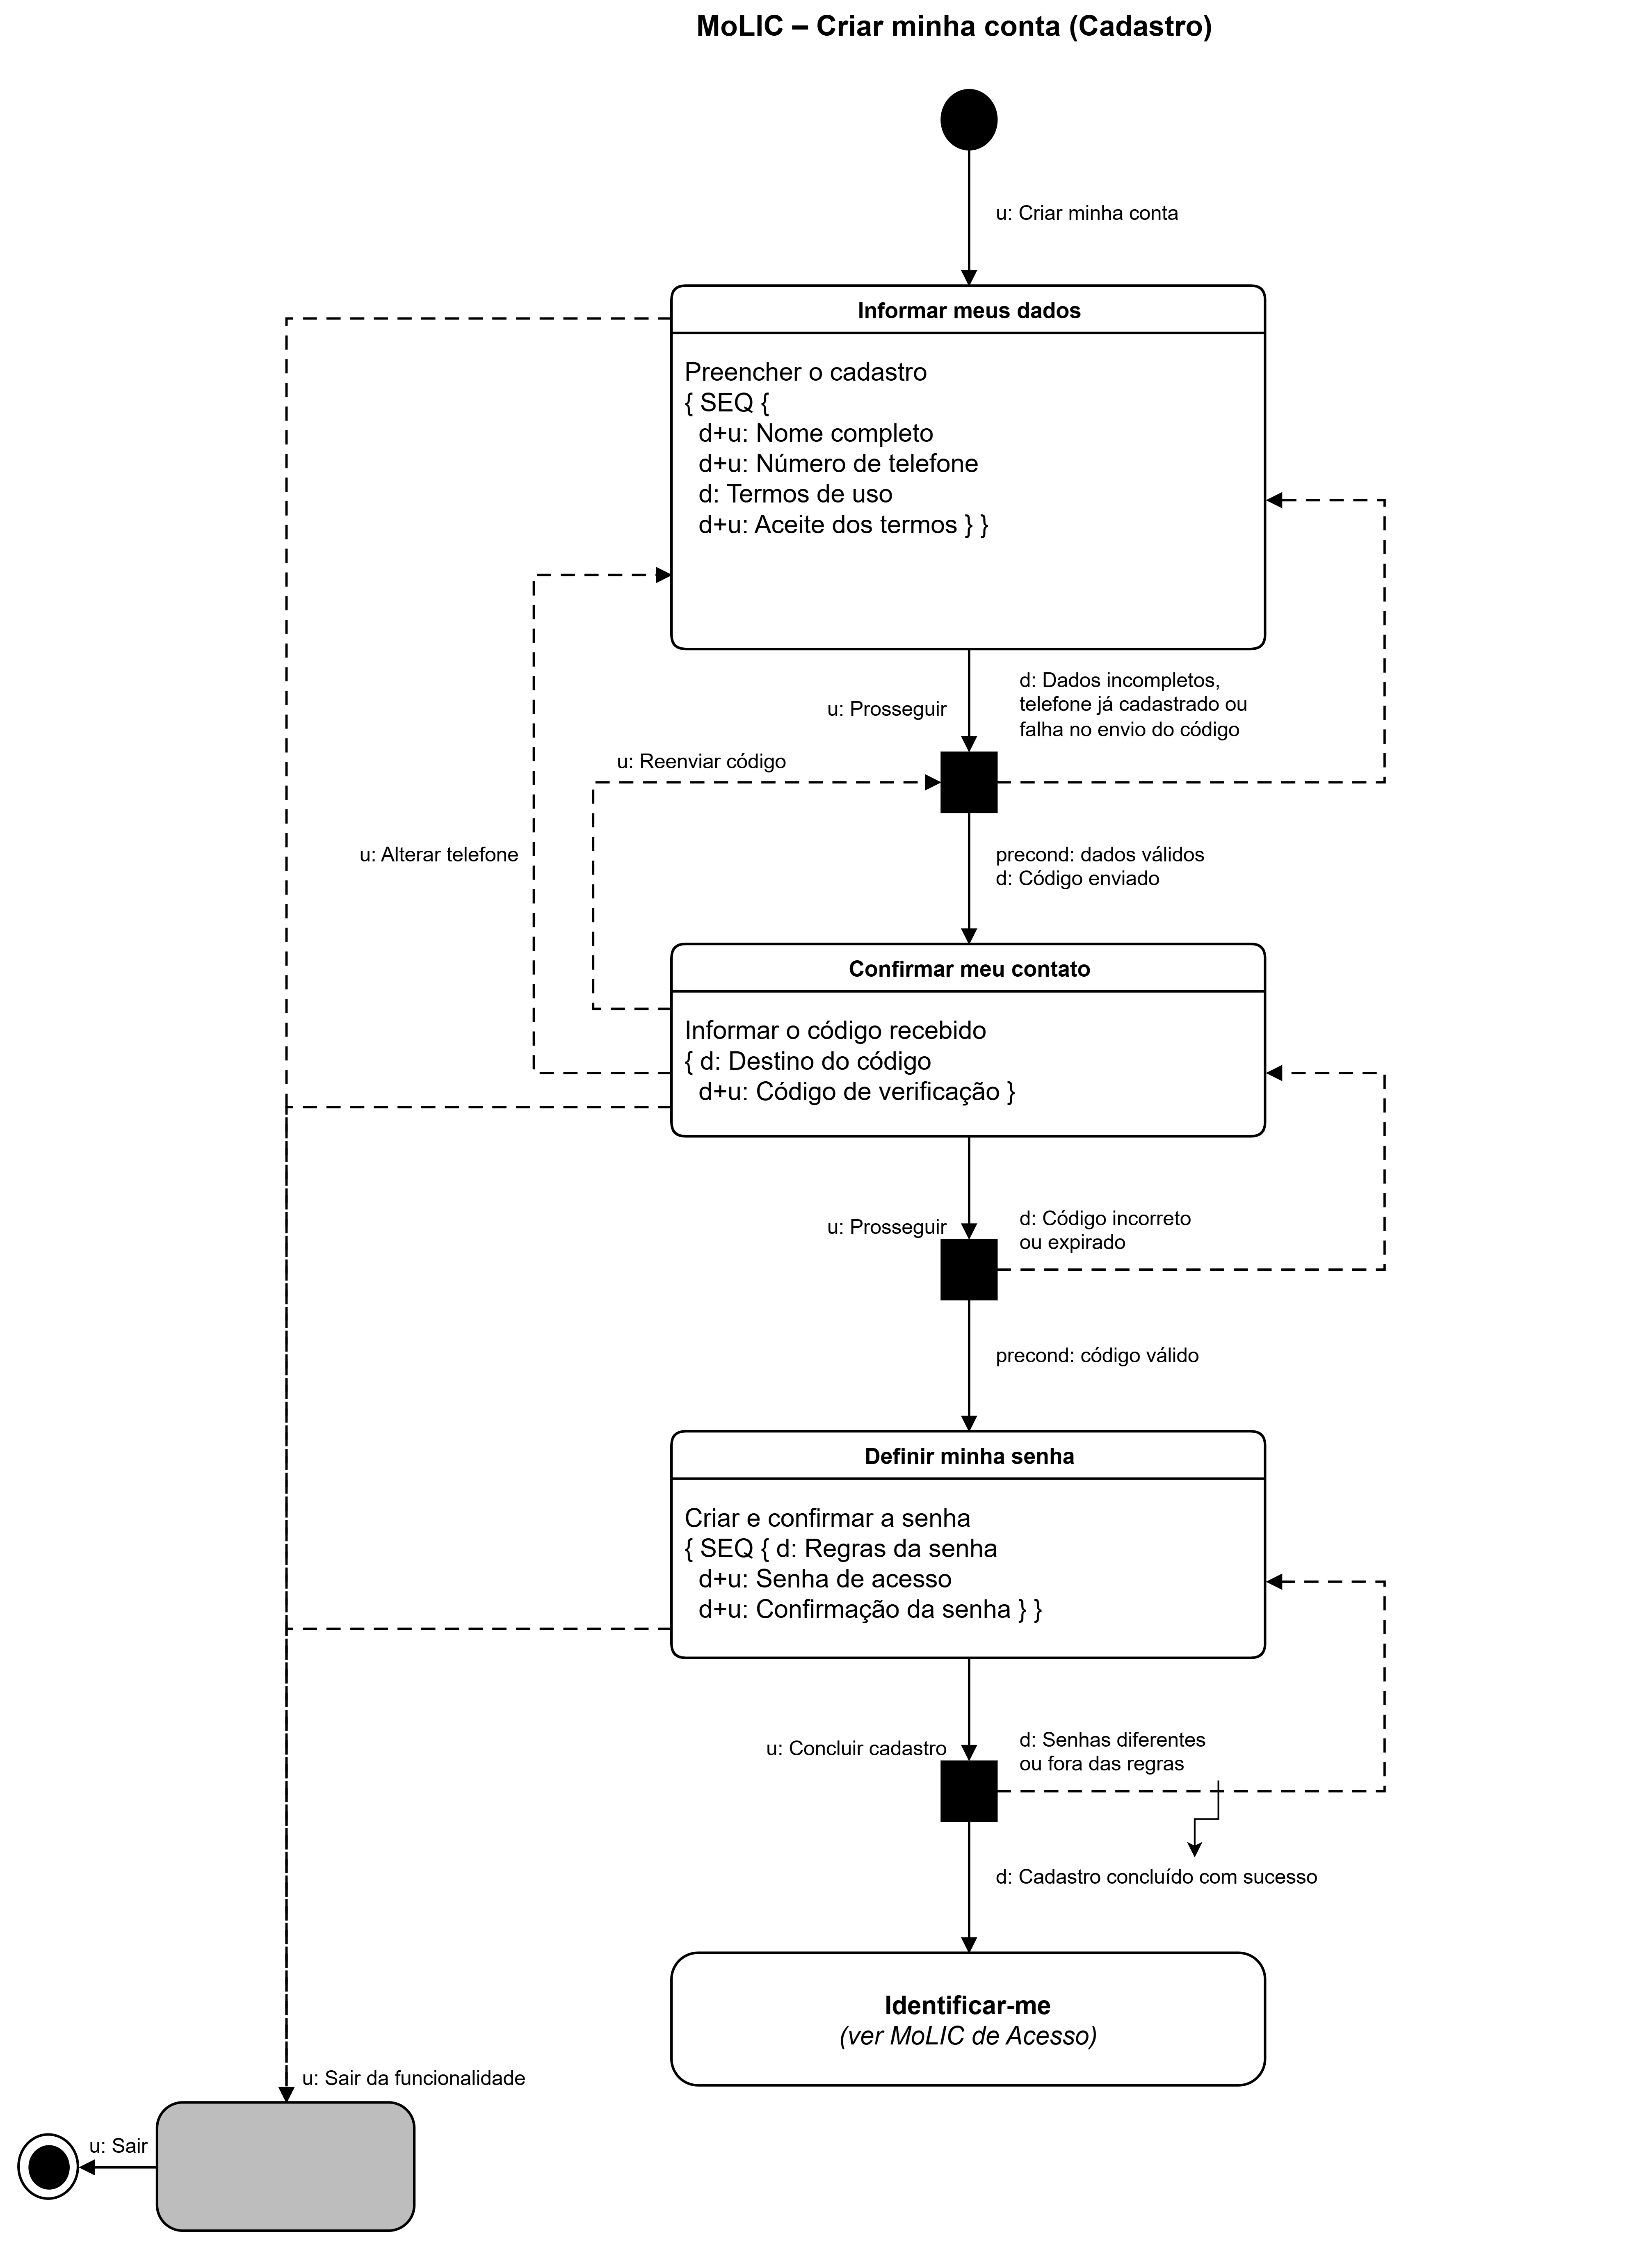 MoLIC – Criar minha conta (Cadastro)
u: Criar minha conta
Informar meus dados
Preencher o cadastro
{ SEQ {
d+u: Nome completo
d+u: Número de telefone
d: Termos de uso
d+u: Aceite dos termos } }
u: Prosseguir
d: Dados incompletos,
telefone já cadastrado ou
falha no envio do código
u: Reenviar código
u: Alterar telefone
precond: dados válidos
d: Código enviado
Confirmar meu contato
Informar o código recebido
{ d: Destino do código
d+u: Código de verificação }
u: Prosseguir
d: Código incorreto
ou expirado
precond: código válido
Definir minha senha
Criar e confirmar a senha
{ SEQ { d: Regras da senha
d+u: Senha de acesso
d+u: Confirmação da senha } }
u: Concluir cadastro
d: Senhas diferentes
ou fora das regras
d: Cadastro concluído com sucesso
Identificar-me
(ver MoLIC de Acesso)
u: Sair da funcionalidade
u: Sair